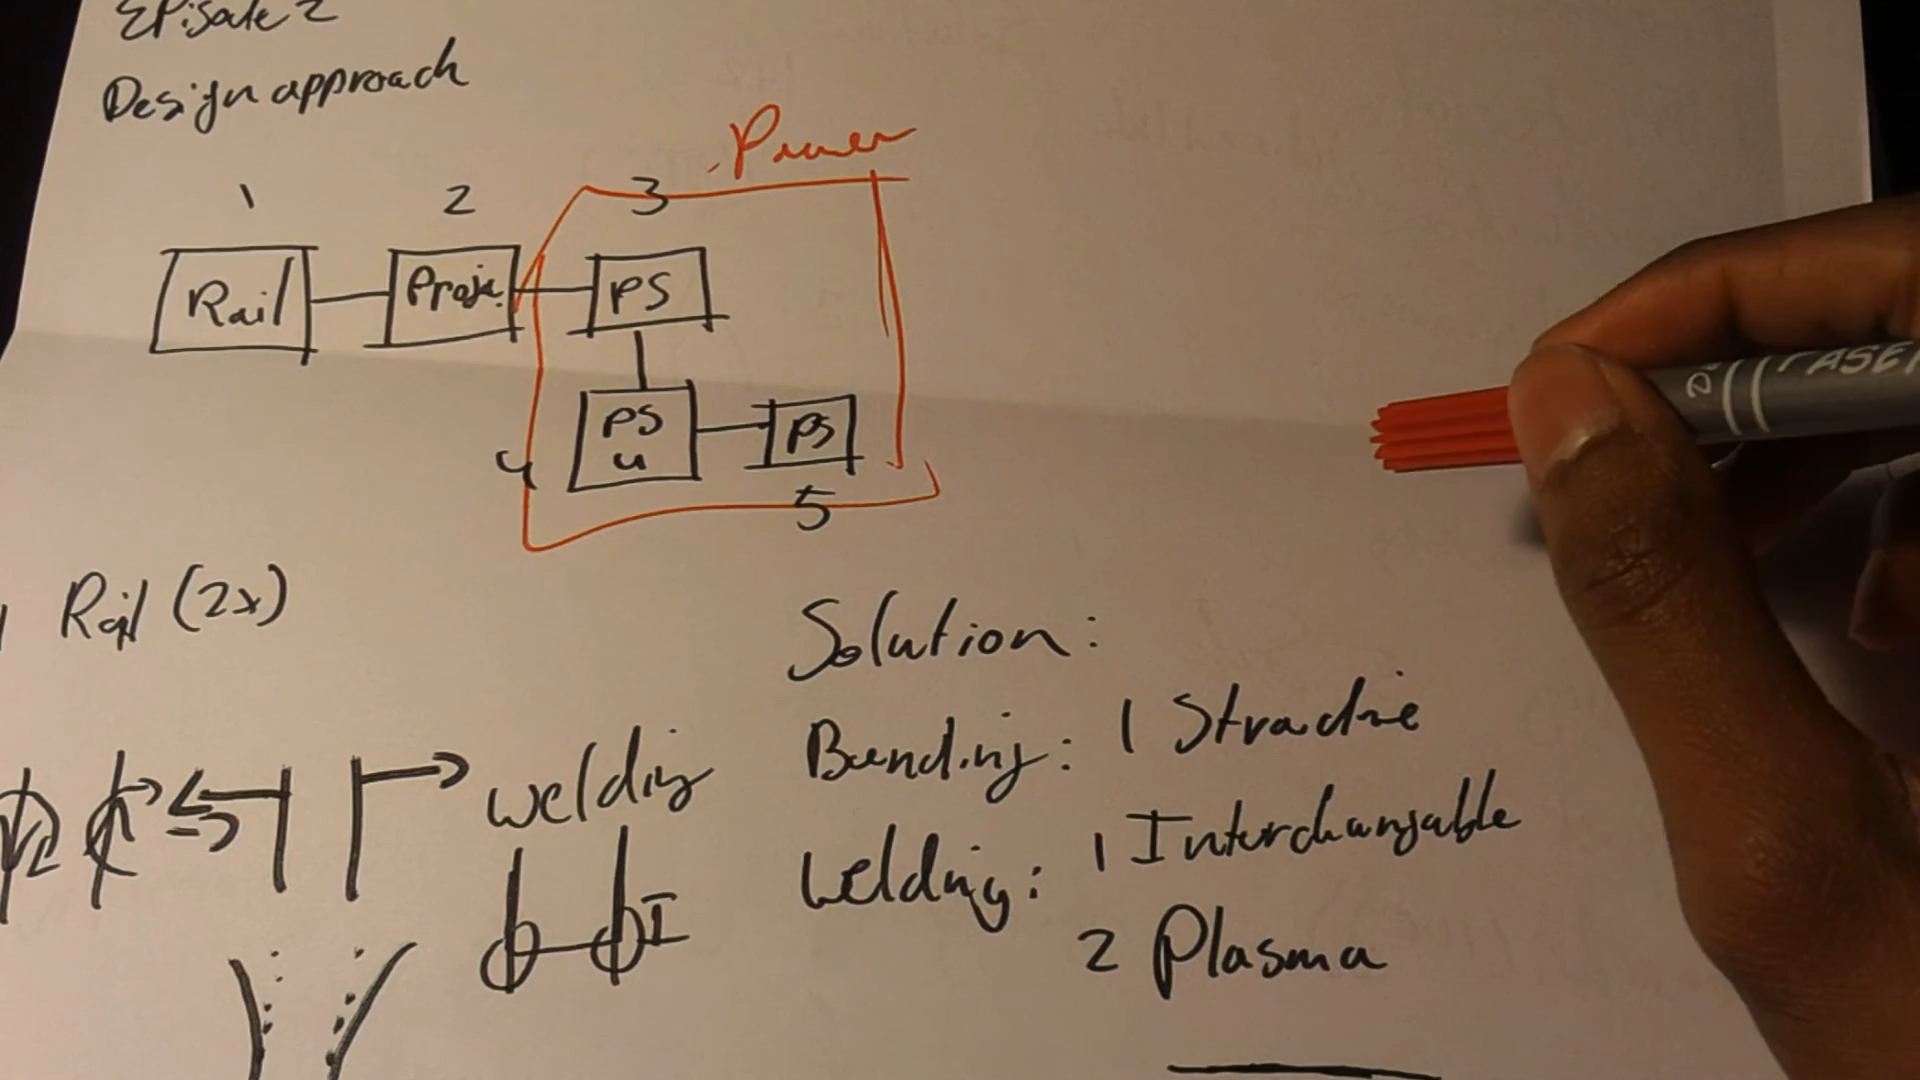 Episode 2
Design approach
Power
1 2 3
Rail Proje. PS
PS u PS
4 5
1 Rail (2x)
Solution:
Bending: 1 Structure
welding
Welding: 1 Interchangable
I
2 Plasma